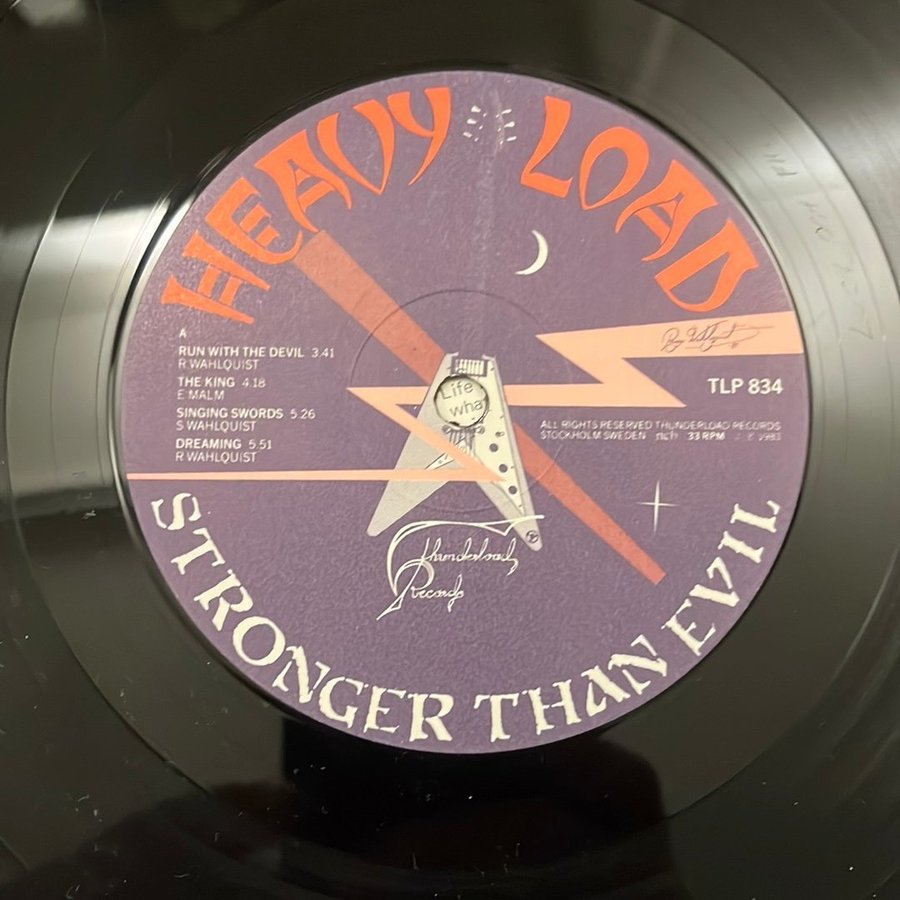 HEAVY LOAD
A
RUN WITH THE DEVIL 3.41
R WAHLQUIST
THE KING 4.18
E MALM
SINGING SWORDS 5.26
S WAHLQUIST
DREAMING 5.51
R WAHLQUIST
Life
wha
TLP 834
ALL RIGHTS RESERVED THUNDERLOAD RECORDS
STOCKHOLM SWEDEN ncb 33 RPM 1983
Thunderload
Records
STRONGER THAN EVIL